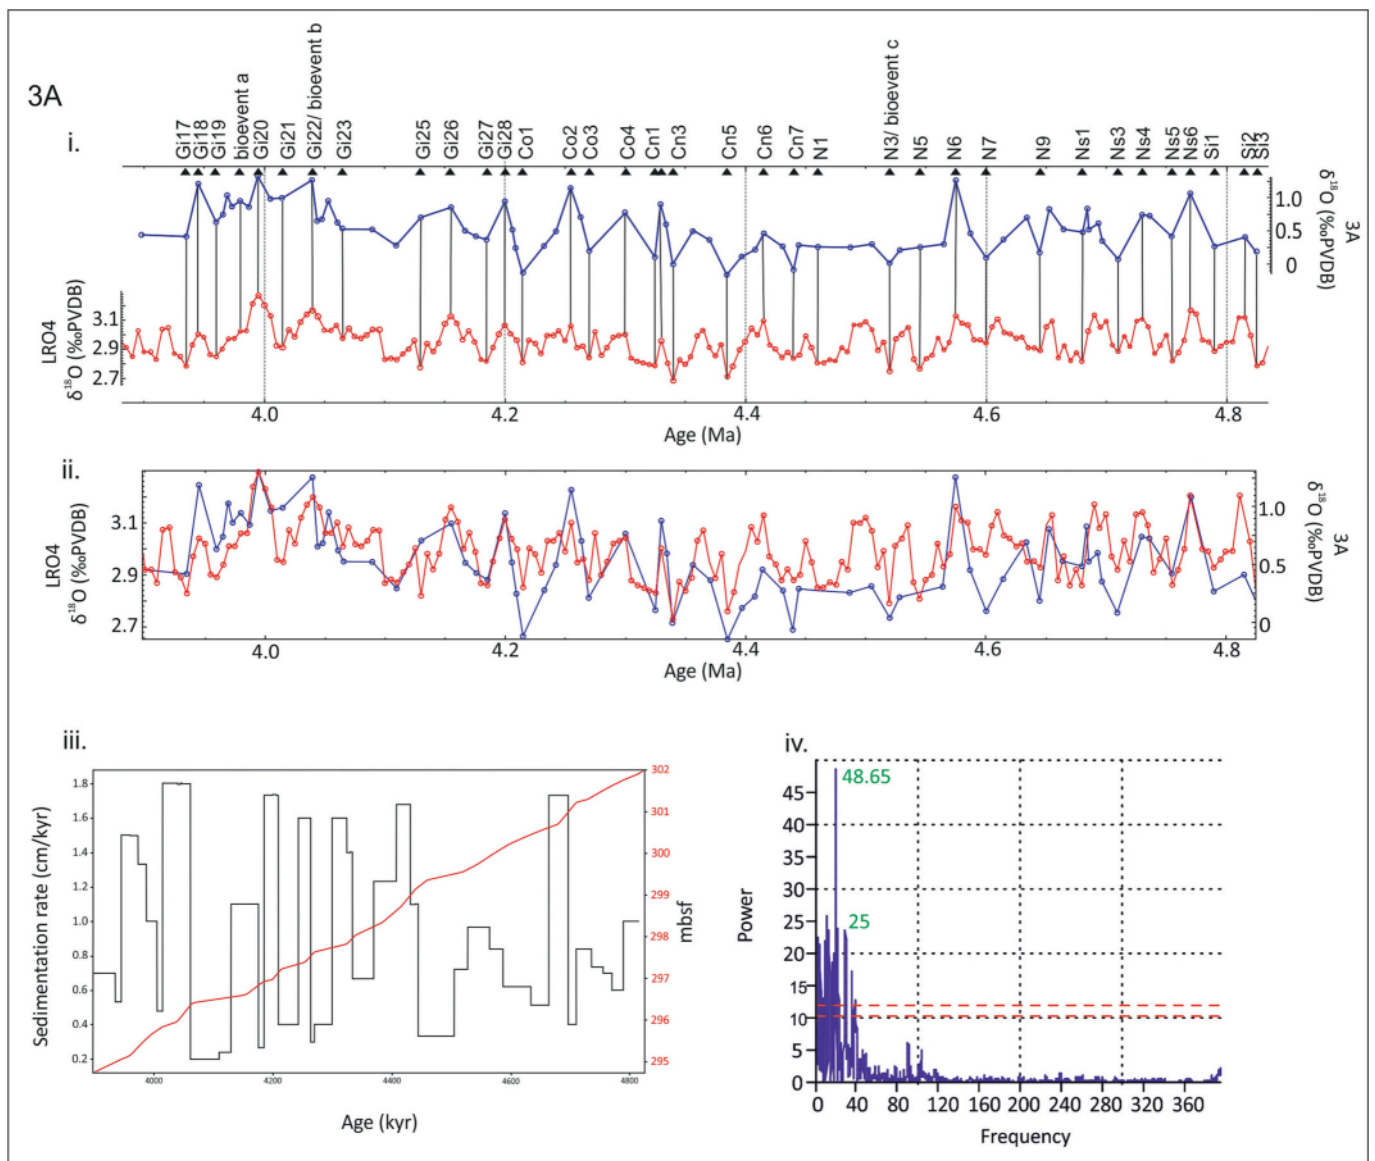 3A
i.
Gi17
Gi18
Gi19
bioevent a
Gi20
Gi21
Gi22/ bioevent b
Gi23
Gi25
Gi26
Gi27
Gi28
Co1
Co2
Co3
Co4
Cn1
Cn3
Cn5
Cn6
Cn7
N1
N3/ bioevent c
N5
N6
N7
N9
Ns1
Ns3
Ns4
Ns5
Ns6
Si1
Si2
Si3
1.0
0.5
0
δ18O (‰PVDB)
3A
LRO4
δ18O (‰PVDB)
3.1
2.9
2.7
4.0 4.2 4.4 4.6 4.8
Age (Ma)
ii.
LRO4
δ18O (‰PVDB)
3.1
2.9
2.7
1.0
0.5
0
δ18O (‰PVDB)
3A
4.0 4.2 4.4 4.6 4.8
Age (Ma)
iii.
Sedimentation rate (cm/kyr)
1.8
1.6
1.4
1.2
1.0
0.8
0.6
0.4
0.2
302
301
300
299
298
297
296
295
mbsf
4000 4200 4400 4600 4800
Age (kyr)
iv.
48.65
25
Power
45
40
35
30
25
20
15
10
5
0
0 40 80 120 160 200 240 280 320 360
Frequency